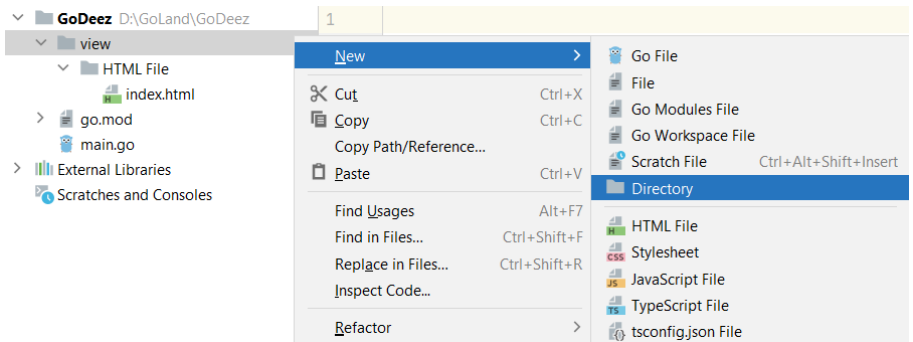 GoDeez D:\GoLand\GoDeez
view
HTML File
index.html
go.mod
main.go
External Libraries
Scratches and Consoles
1
New
Cut Ctrl+X
Copy Ctrl+C
Copy Path/Reference...
Paste Ctrl+V
Find Usages Alt+F7
Find in Files... Ctrl+Shift+F
Replace in Files... Ctrl+Shift+R
Inspect Code...
Refactor
Go File
File
Go Modules File
Go Workspace File
Scratch File Ctrl+Alt+Shift+Insert
Directory
H HTML File
CSS Stylesheet
JS JavaScript File
TS TypeScript File
tsconfig.json File